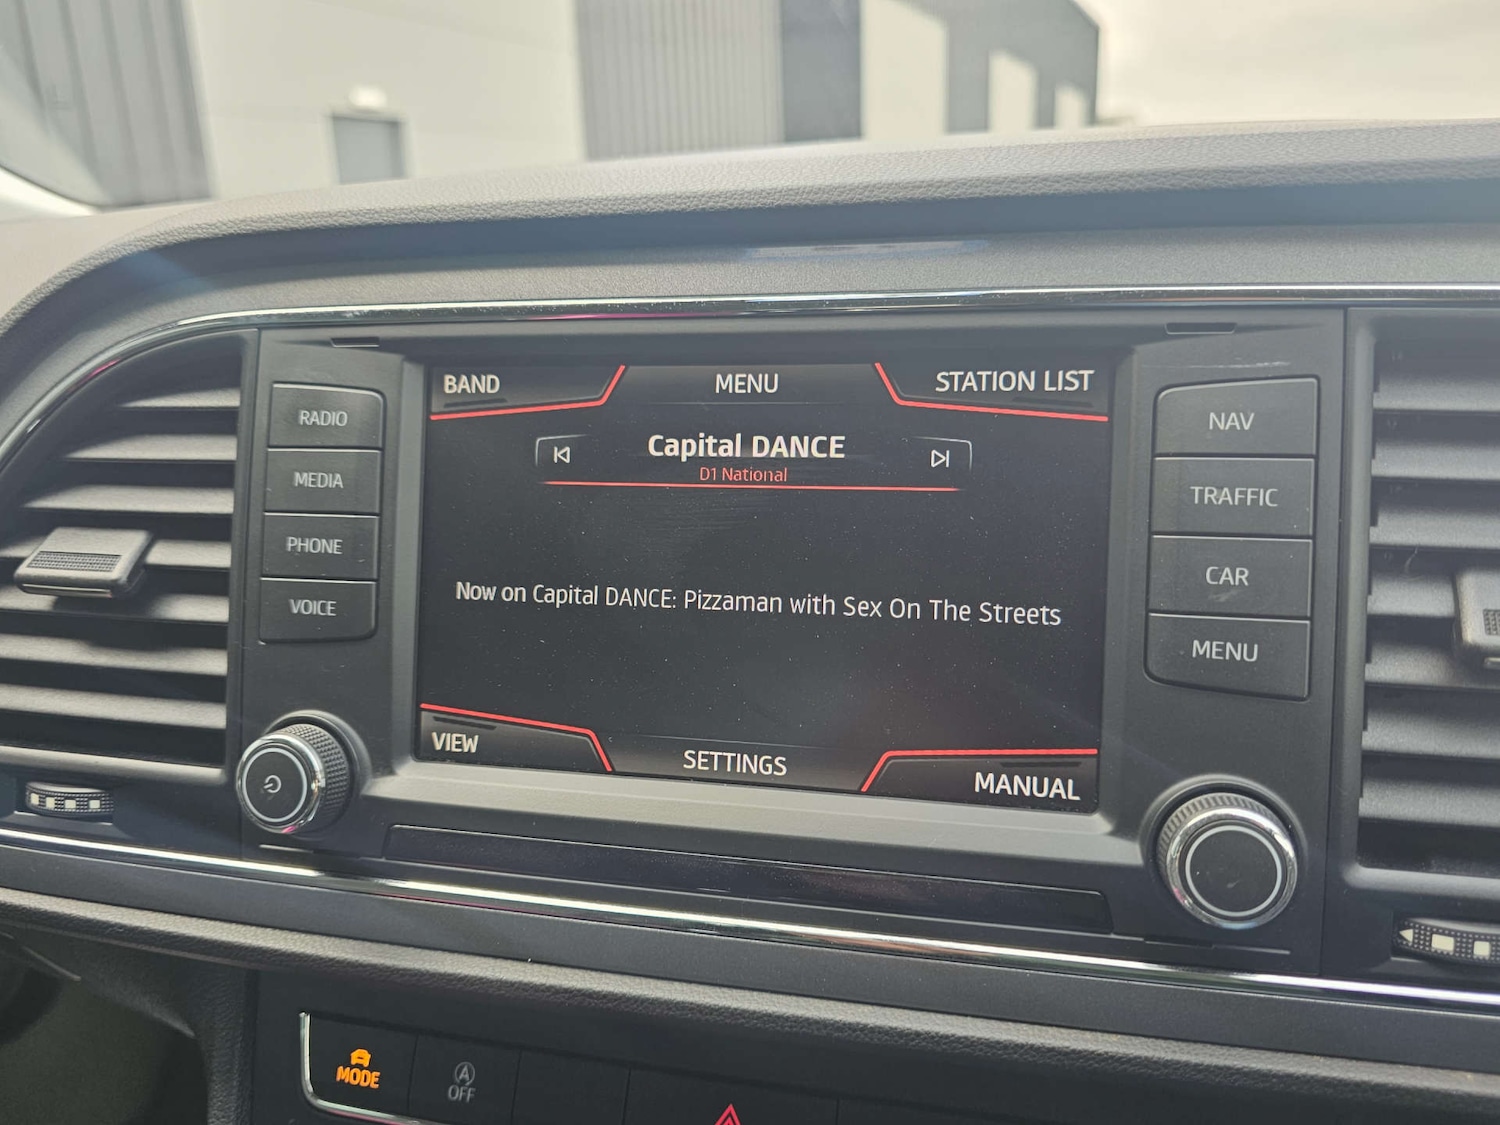 BAND
MENU
STATION LIST
RADIO
MEDIA
PHONE
VOICE
Capital DANCE
D1 National
Now on Capital DANCE: Pizzaman with Sex On The Streets
VIEW
SETTINGS
MANUAL
NAV
TRAFFIC
CAR
MENU
MODE
A
OFF